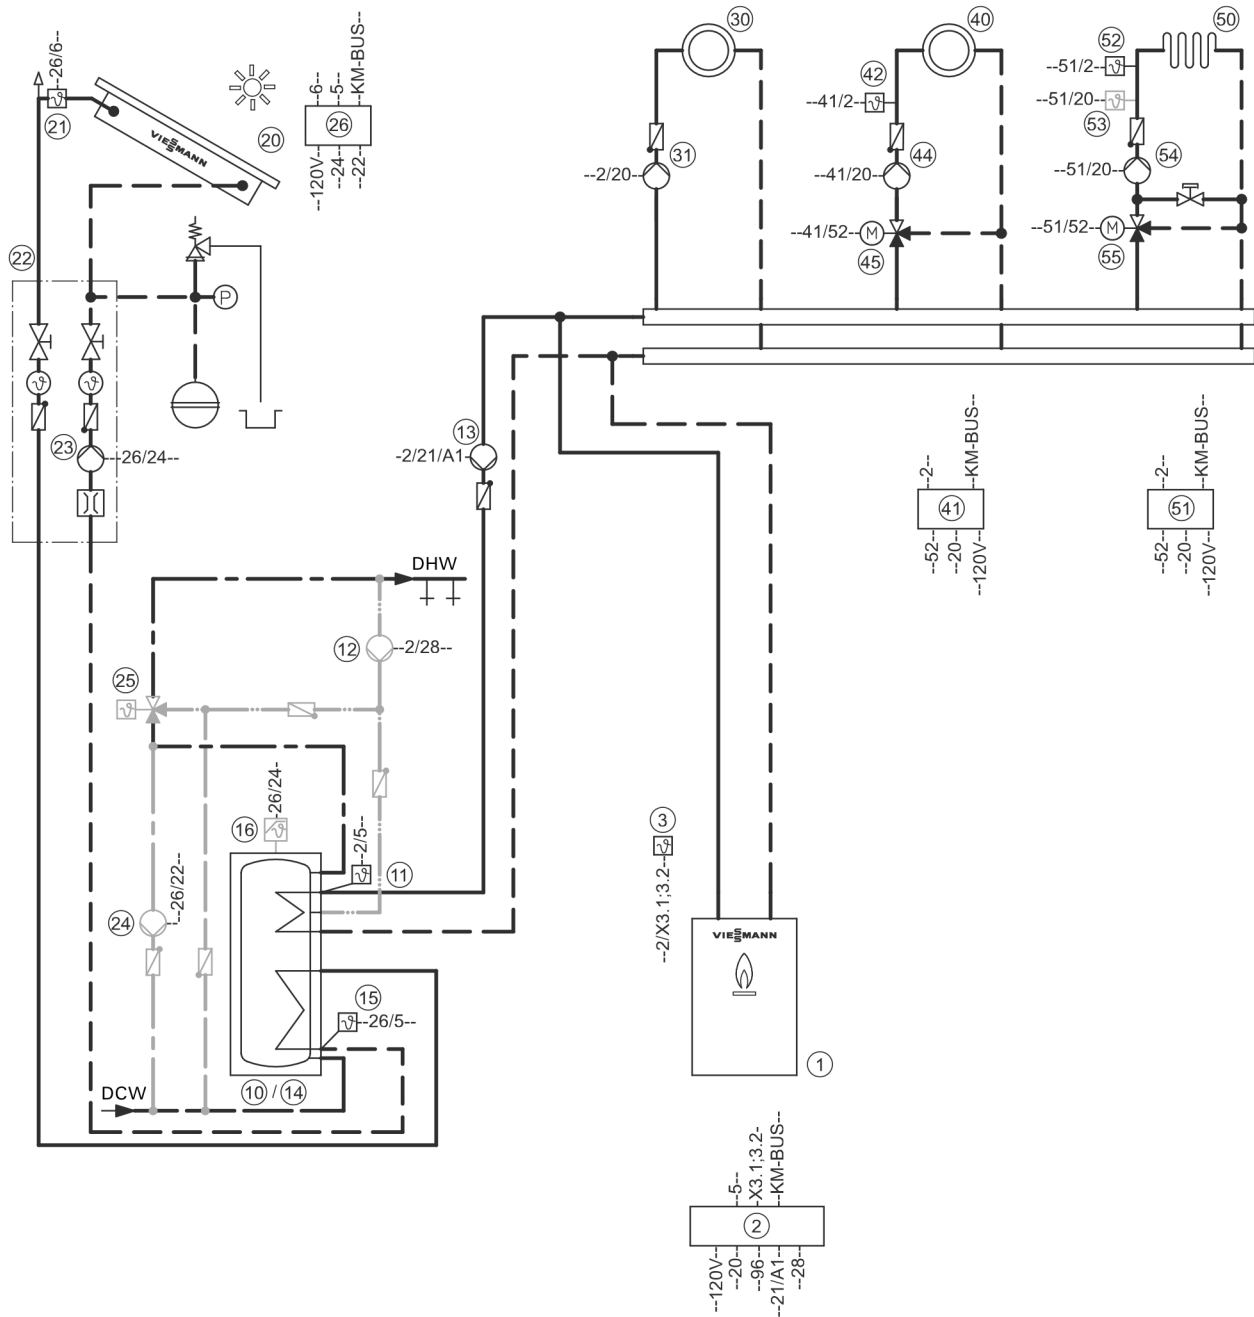 30
40
50
--26/6--
21
VIESSMANN
20
--6--
--5--
KM-BUS--
26
--120V--
--24--
--22--
--2/20--
31
42
--41/2--
44
--41/20--
--41/52--
M
45
52
--51/2--
--51/20--
53
54
--51/20--
--51/52--
M
55
22
P
23
--26/24--
13
-2/21/A1-
--2--
KM-BUS--
41
--52--
--20--
--120V--
--2--
KM-BUS--
51
--52--
--20--
--120V--
DHW
12
--2/28--
25
16
--26/24-
--2/5--
11
24
--26/22--
15
--26/5--
10 / 14
DCW
3
--2/X3.1;3.2--
VIESSMANN
1
--5--
X3.1;3.2-
KM-BUS--
2
--120V--
--20--
--96--
--21/A1--
--28--